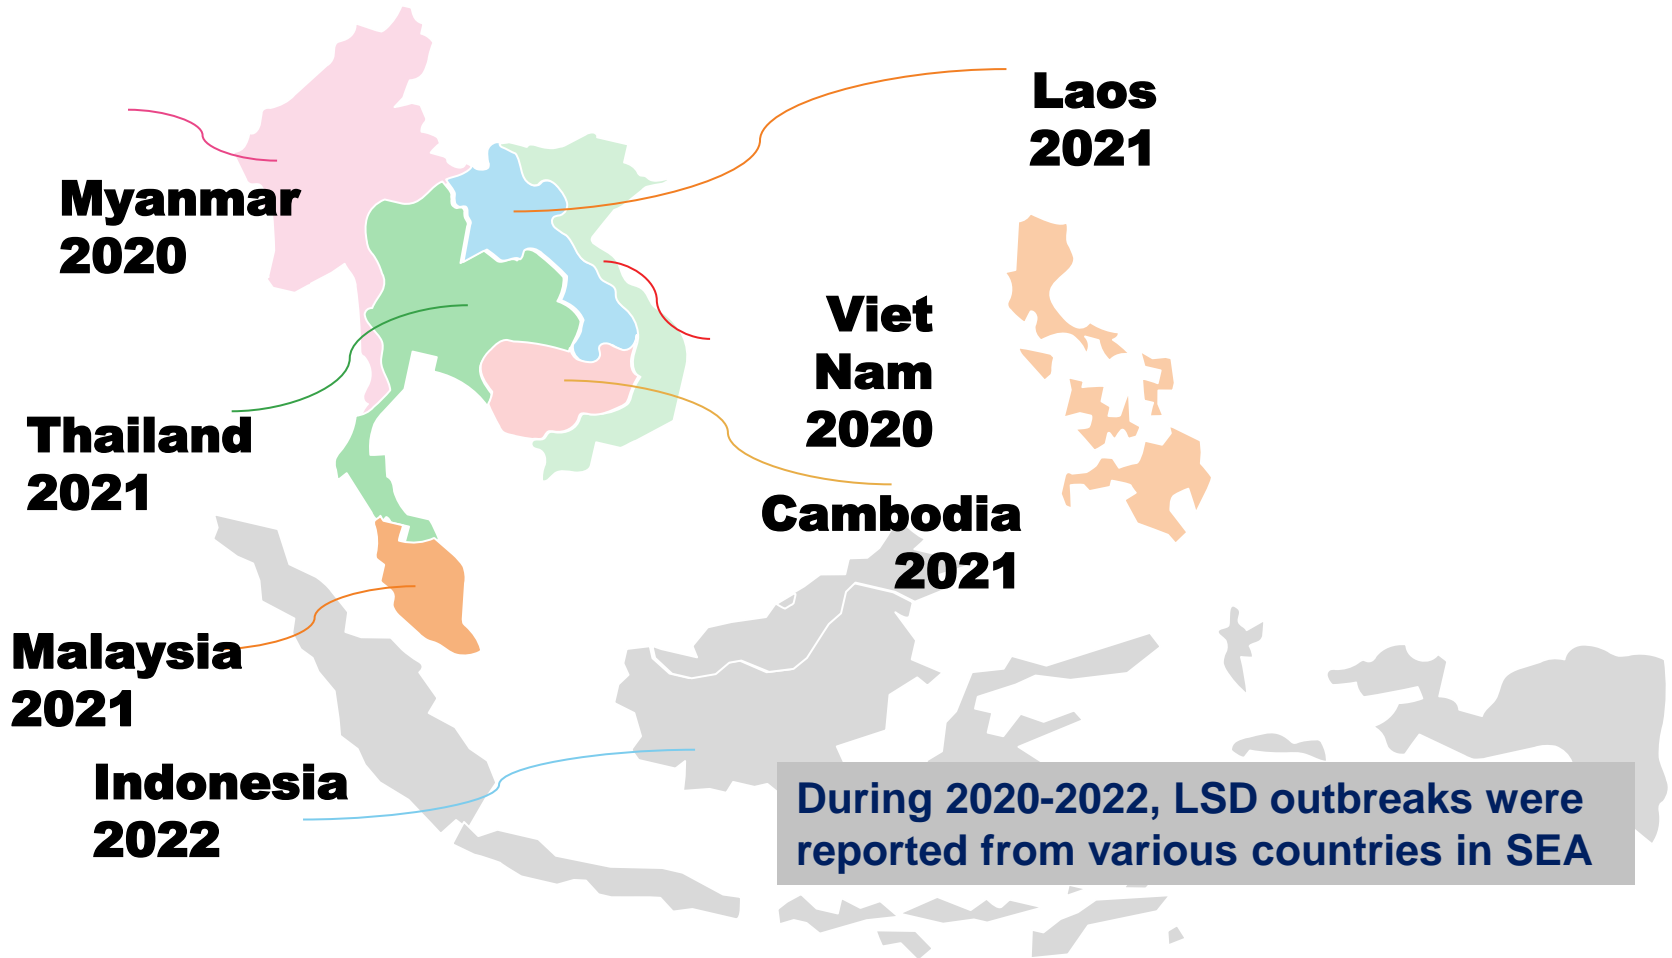 Laos
2021
Myanmar
2020
Viet
Nam
2020
Thailand
2021
Cambodia
2021
Malaysia
2021
Indonesia
2022
During 2020-2022, LSD outbreaks were
reported from various countries in SEA